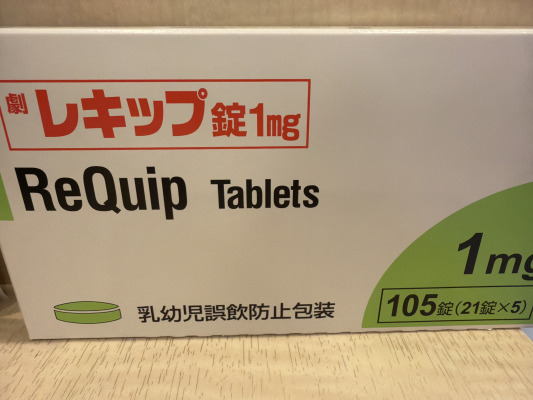 劇 レキップ錠1mg
ReQuip Tablets
1mg
105錠(21錠×5)
乳幼児誤飲防止包装